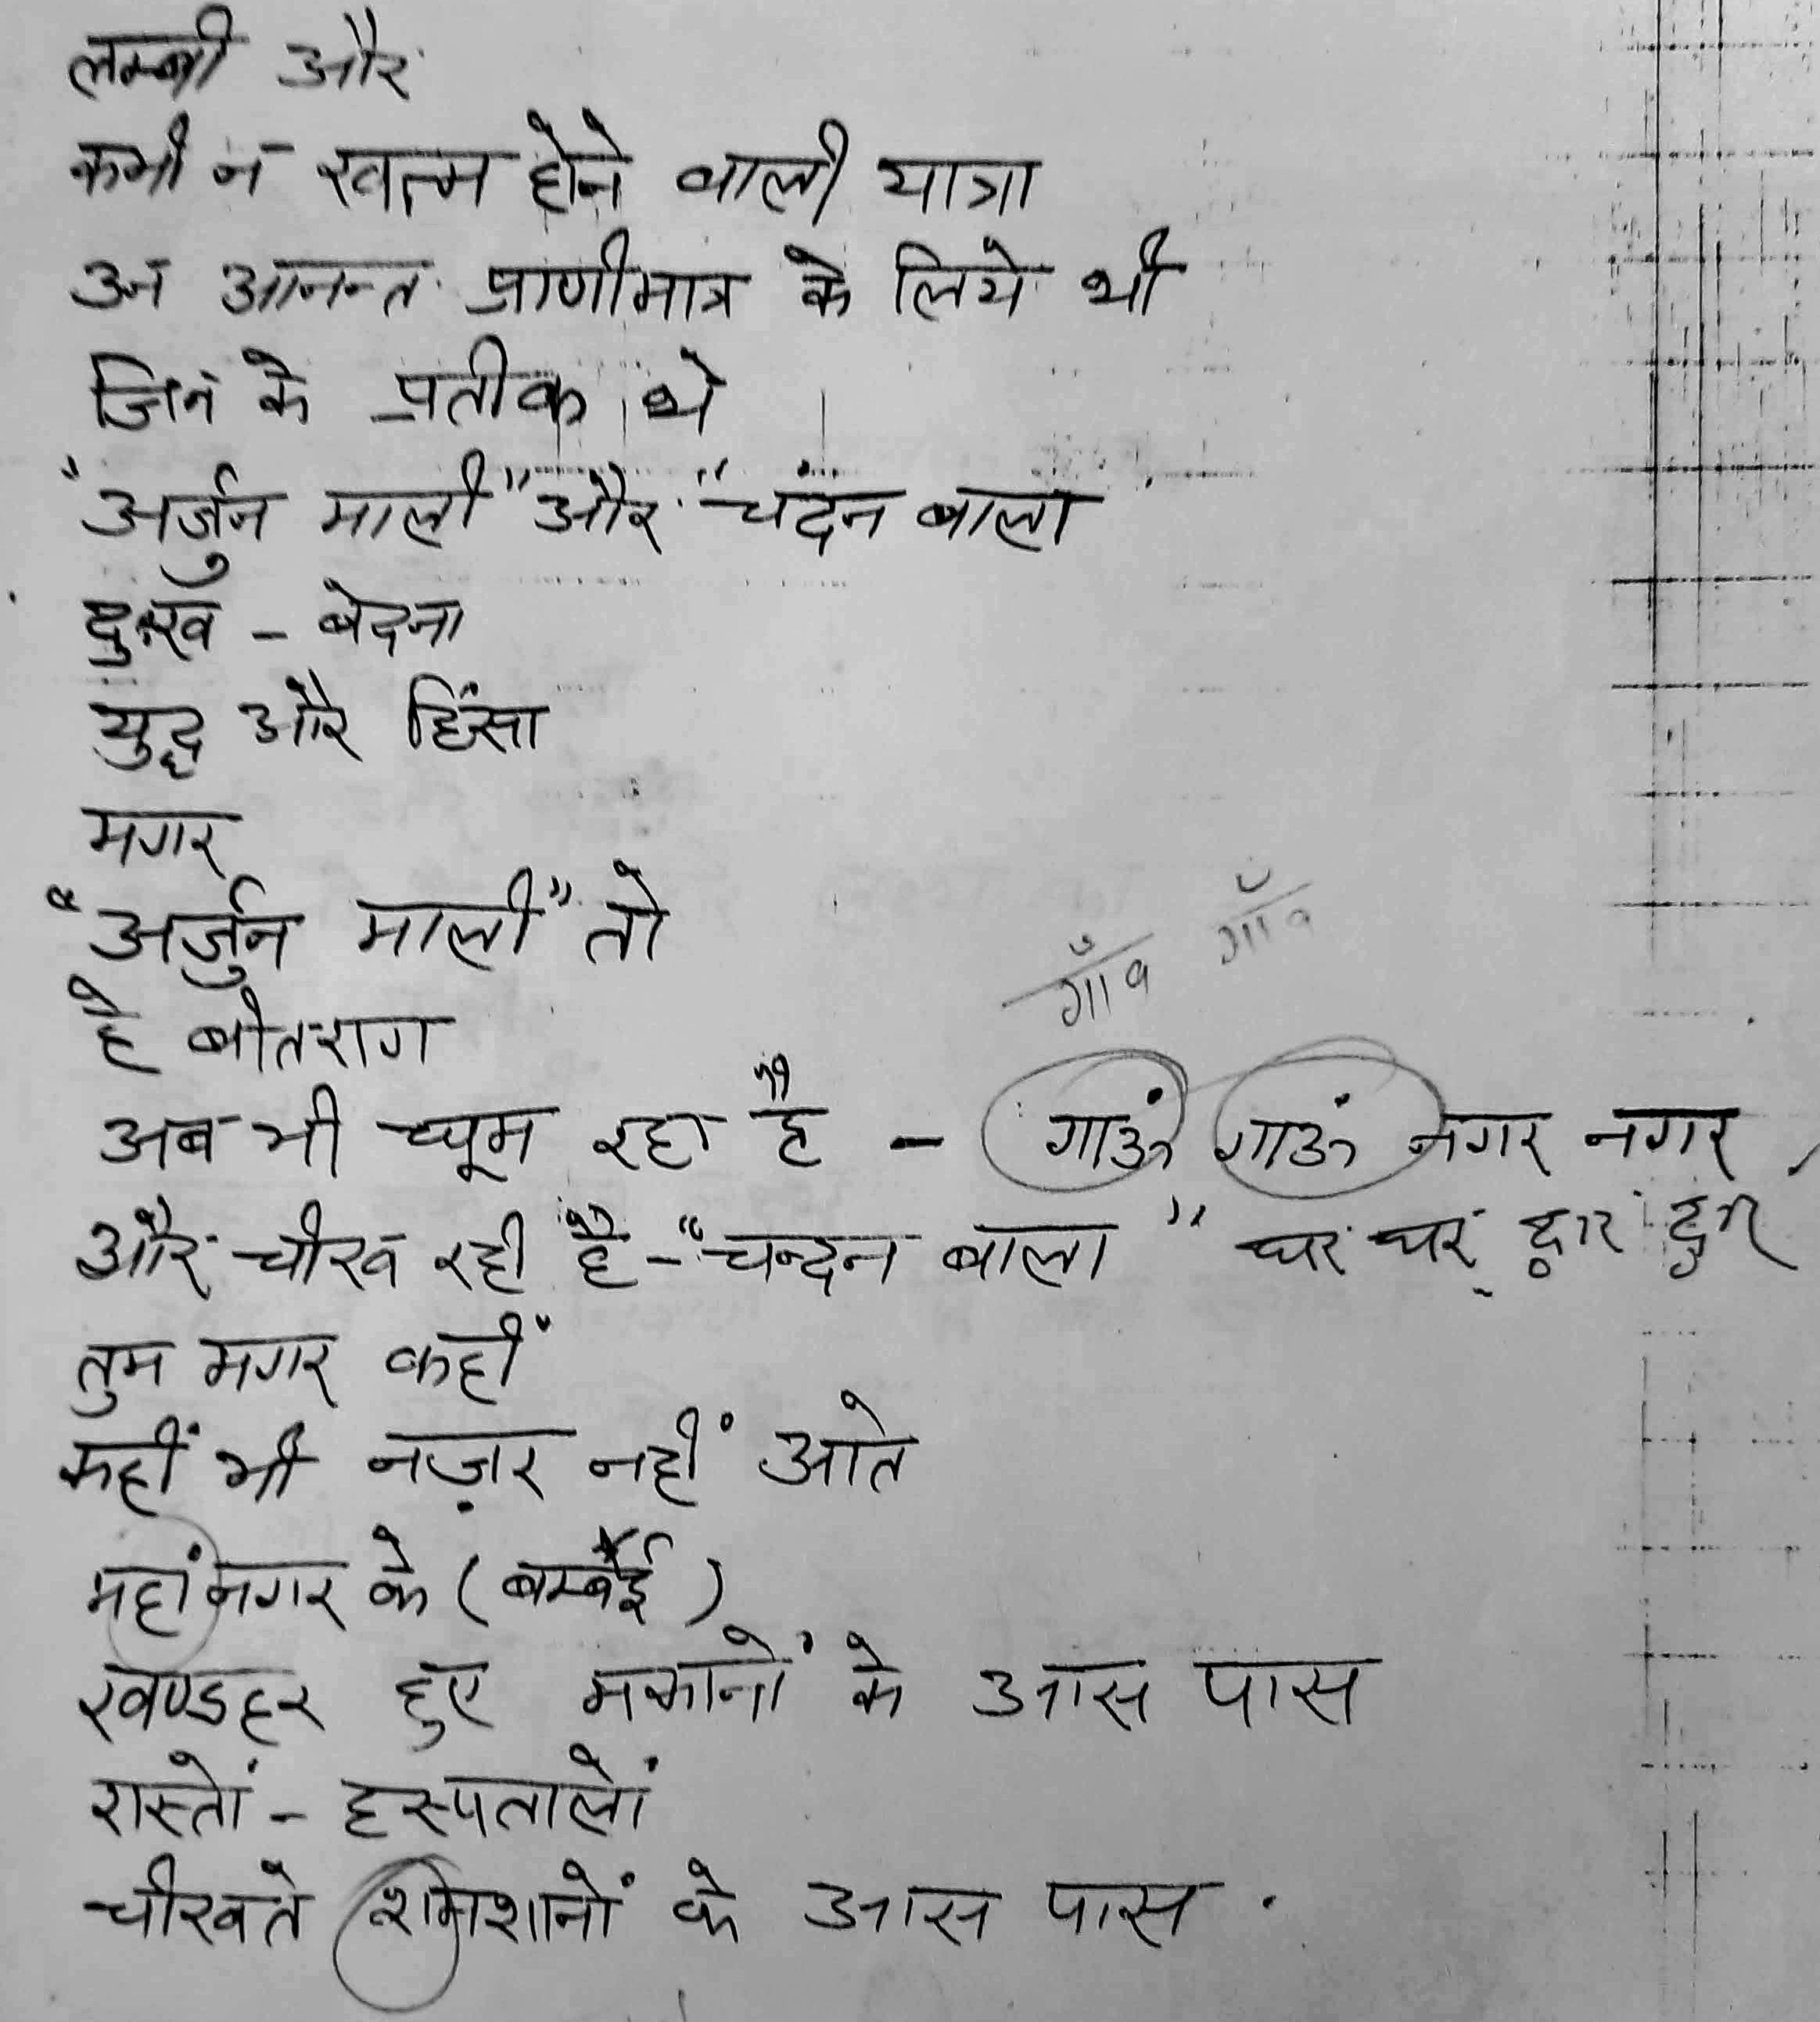 लम्बी और
कभी न खत्म होने वाली यात्रा
उन आनन्त प्राणीमात्र के लिये थी
जिन के प्रतीक थे
"अर्जुन माली" और "चंदन बाला
दुःख - वेदना
युद्ध और हिंसा
मगर
"अर्जुन माली" तो
हे वीतराग
गाँव गाँव
अब भी घूम रहा है - गाऊं गाऊं नगर नगर,
और चीख रही है - "चन्दन बाला" घर घर द्वार द्वार
तुम मगर कहीं
कहीं भी नज़र नहीं आते
महांनगर के (बम्बई)
खण्डहर हुए मकानों के आस पास
रास्तों - हस्पतालों
चीखते शमशानों के आस पास.